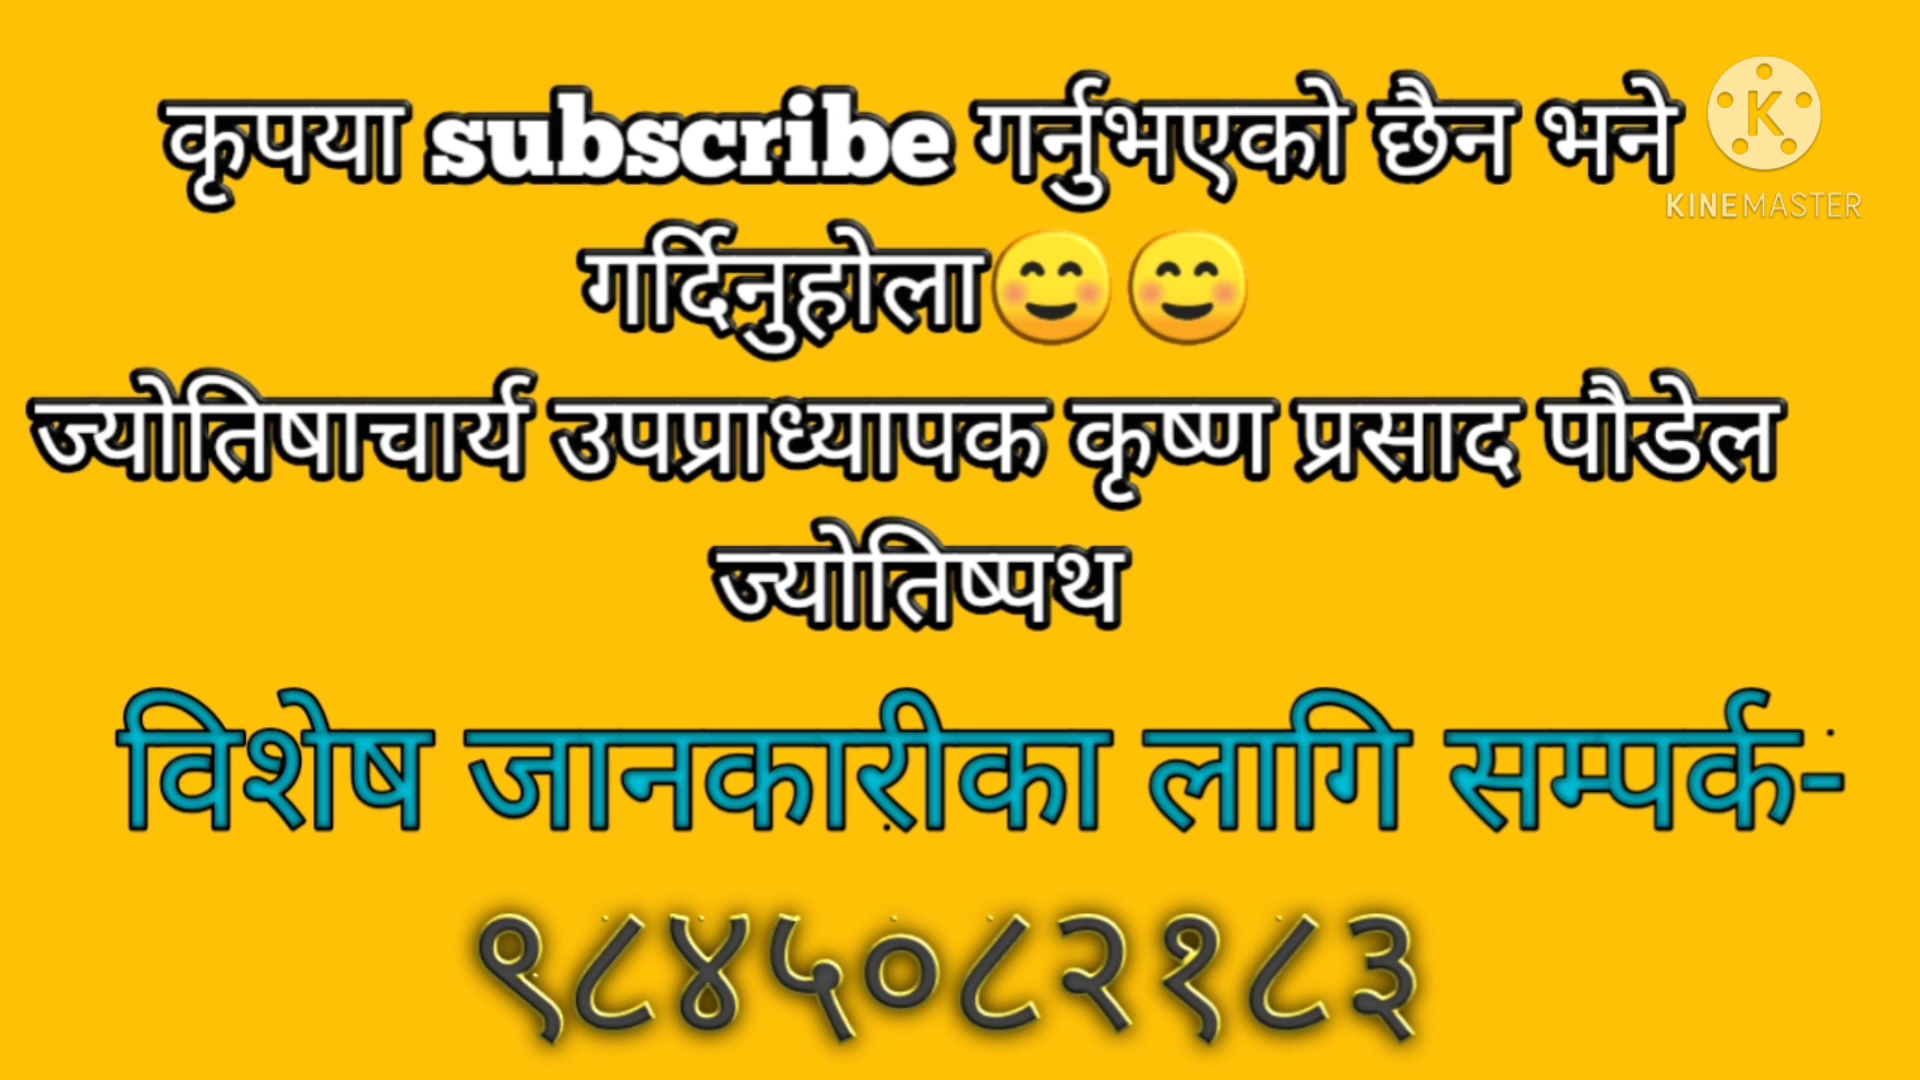 कृपया subscribe गर्नुभएको छैन भने
गर्दिनुहोला😊😊
ज्योतिषाचार्य उपप्राध्यापक कृष्ण प्रसाद पौडेल
ज्योतिष्पथ
विशेष जानकारीका लागि सम्पर्क-
९८४५०८२१८३
K
KINEMASTER